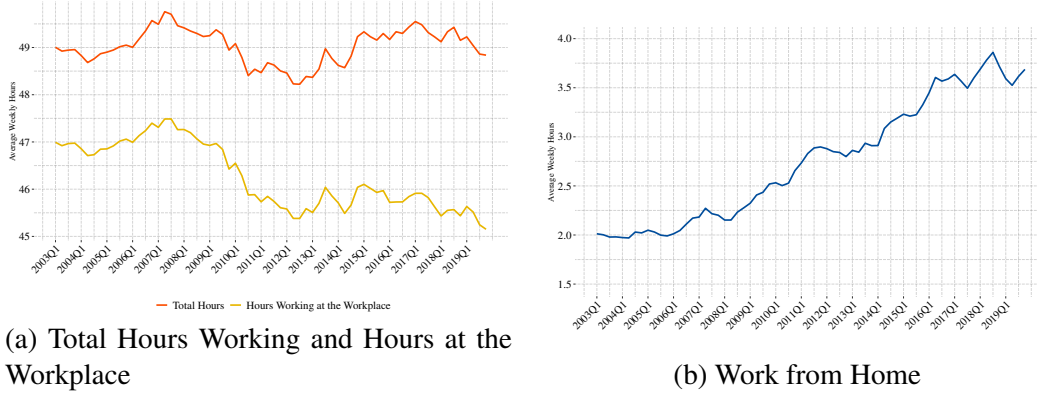 Average Weekly Hours
49
48
47
46
45
2003Q1
2004Q1
2005Q1
2006Q1
2007Q1
2008Q1
2009Q1
2010Q1
2011Q1
2012Q1
2013Q1
2014Q1
2015Q1
2016Q1
2017Q1
2018Q1
2019Q1
Total Hours Hours Working at the Workplace
(a) Total Hours Working and Hours at the
Workplace
Average Weekly Hours
4.0
3.5
3.0
2.5
2.0
1.5
2003Q1
2004Q1
2005Q1
2006Q1
2007Q1
2008Q1
2009Q1
2010Q1
2011Q1
2012Q1
2013Q1
2014Q1
2015Q1
2016Q1
2017Q1
2018Q1
2019Q1
(b) Work from Home